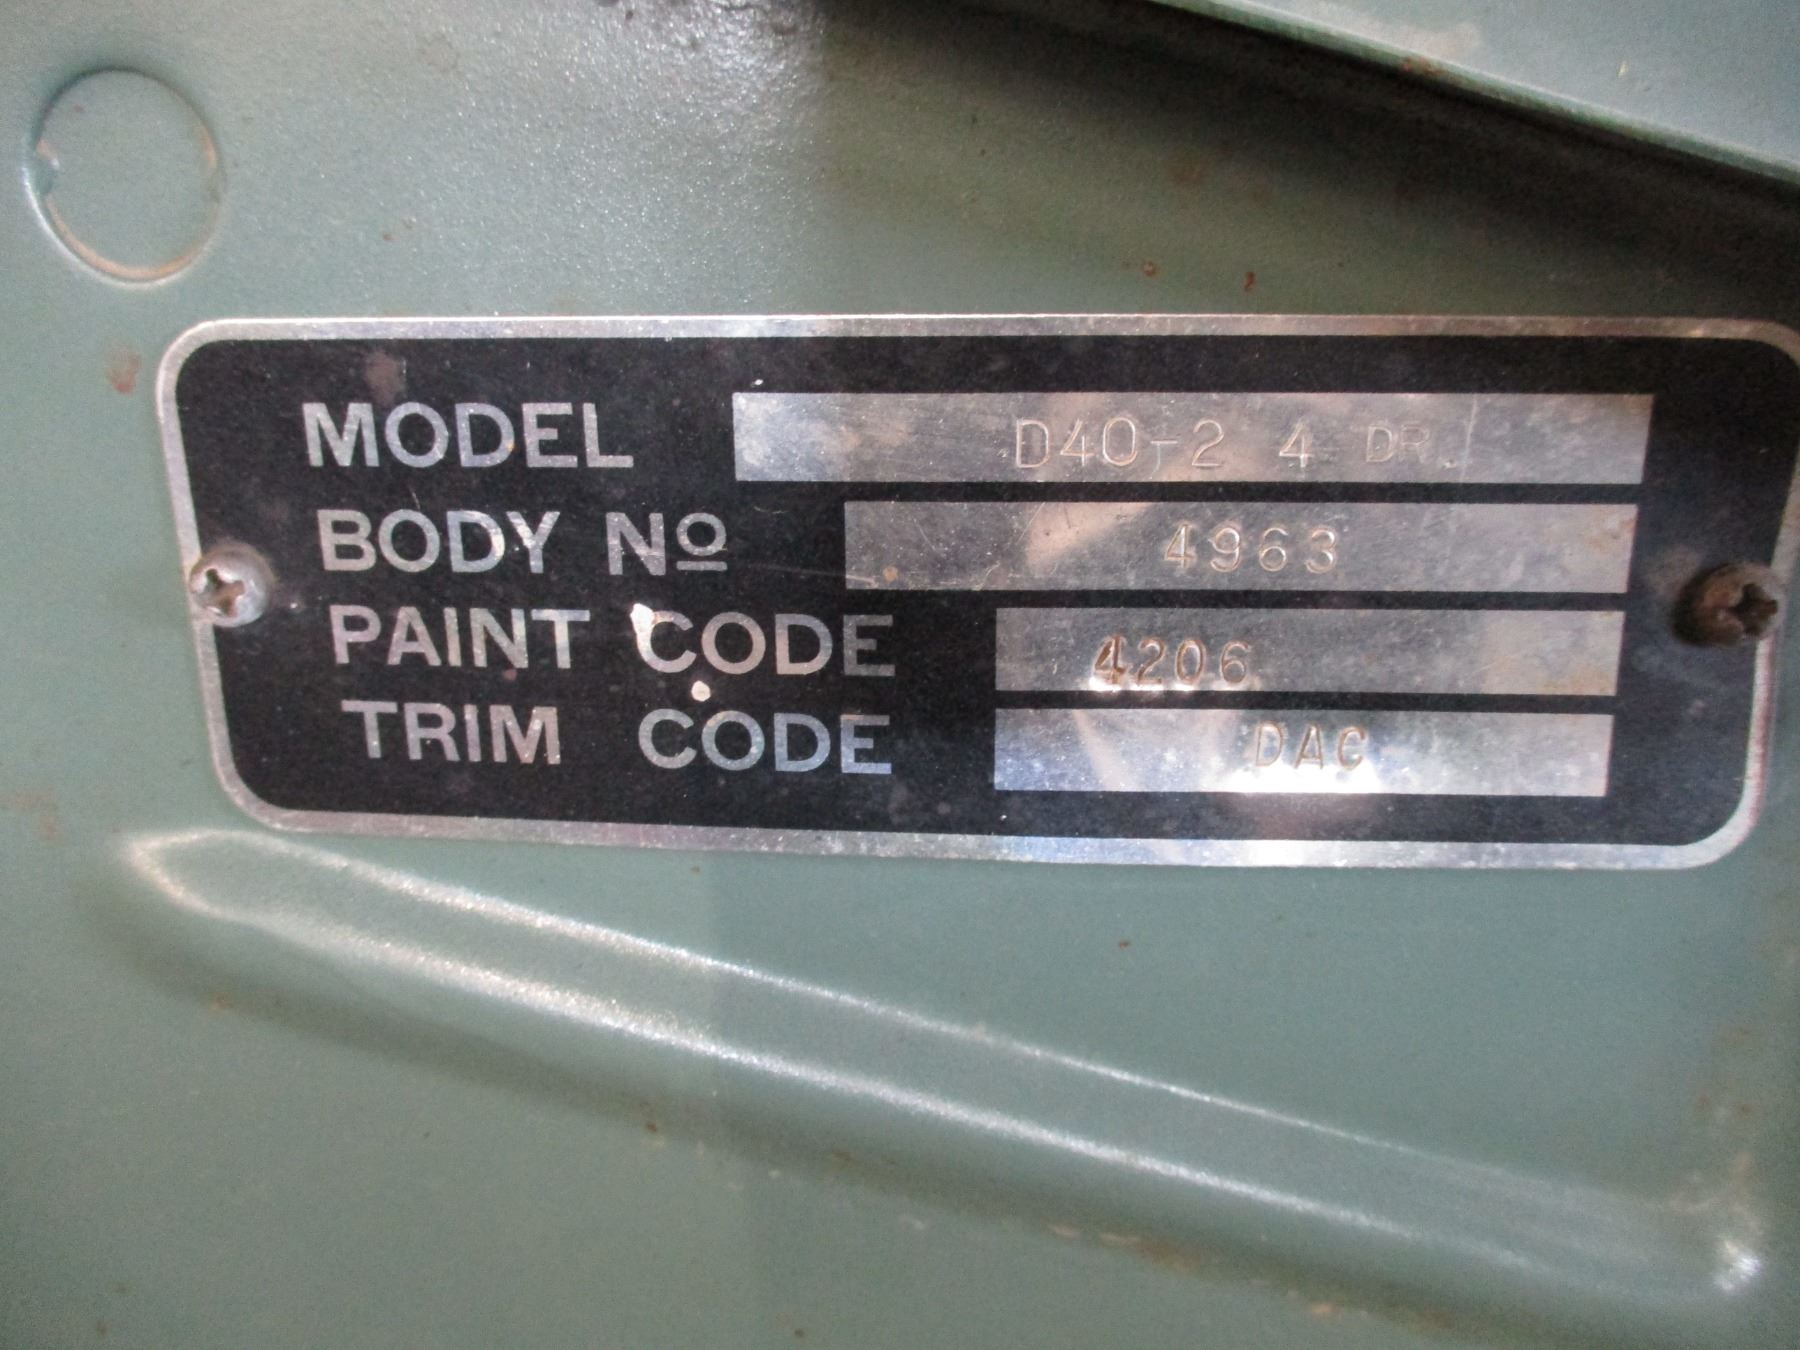 MODEL D40-2 4 DR.
BODY Nº 4963
PAINT CODE 4206
TRIM CODE DAC